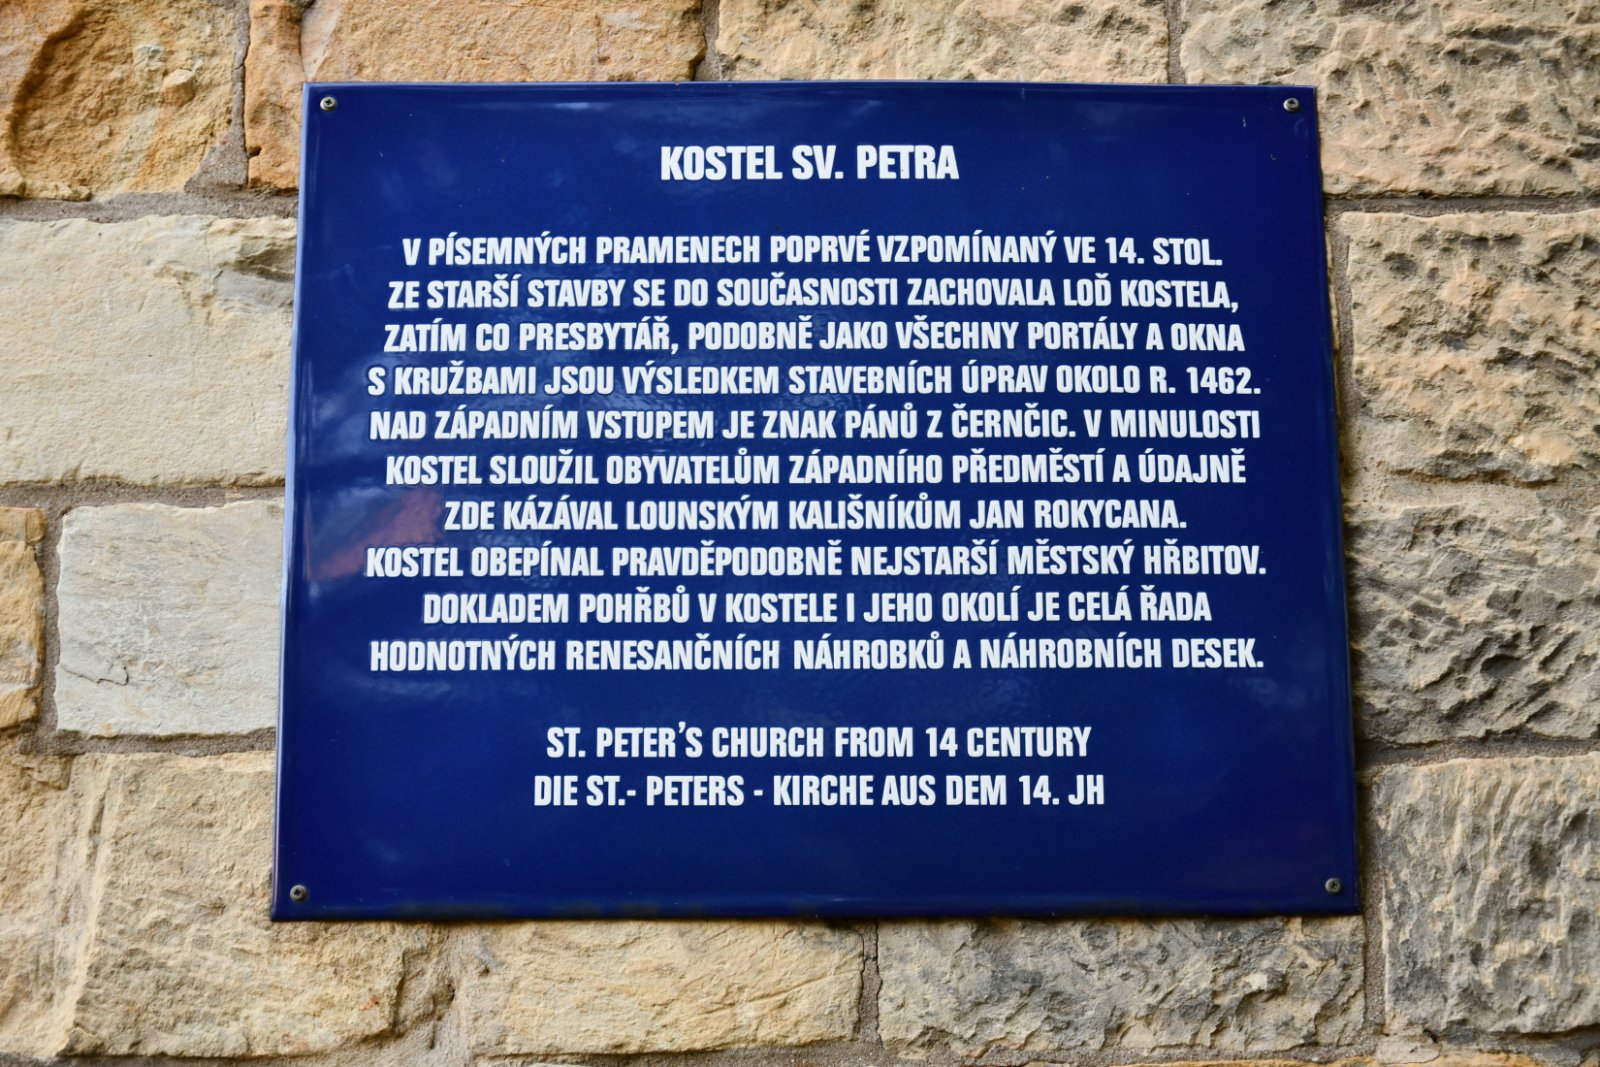 KOSTEL SV. PETRA
V PÍSEMNÝCH PRAMENECH POPRVÉ VZPOMÍNANÝ VE 14. STOL.
ZE STARŠÍ STAVBY SE DO SOUČASNOSTI ZACHOVALA LOĎ KOSTELA,
ZATÍM CO PRESBYTÁŘ, PODOBNĚ JAKO VŠECHNY PORTÁLY A OKNA
S KRUŽBAMI JSOU VÝSLEDKEM STAVEBNÍCH ÚPRAV OKOLO R. 1462.
NAD ZÁPADNÍM VSTUPEM JE ZNAK PÁNŮ Z ČERNČIC. V MINULOSTI
KOSTEL SLOUŽIL OBYVATELŮM ZÁPADNÍHO PŘEDMĚSTÍ A ÚDAJNĚ
ZDE KÁZÁVAL LOUNSKÝM KALIŠNÍKŮM JAN ROKYCANA.
KOSTEL OBEPÍNAL PRAVDĚPODOBNĚ NEJSTARŠÍ MĚSTSKÝ HŘBITOV.
DOKLADEM POHŘBŮ V KOSTELE I JEHO OKOLÍ JE CELÁ ŘADA
HODNOTNÝCH RENESANČNÍCH NÁHROBKŮ A NÁHROBNÍCH DESEK.
ST. PETER'S CHURCH FROM 14 CENTURY
DIE ST.- PETERS - KIRCHE AUS DEM 14. JH